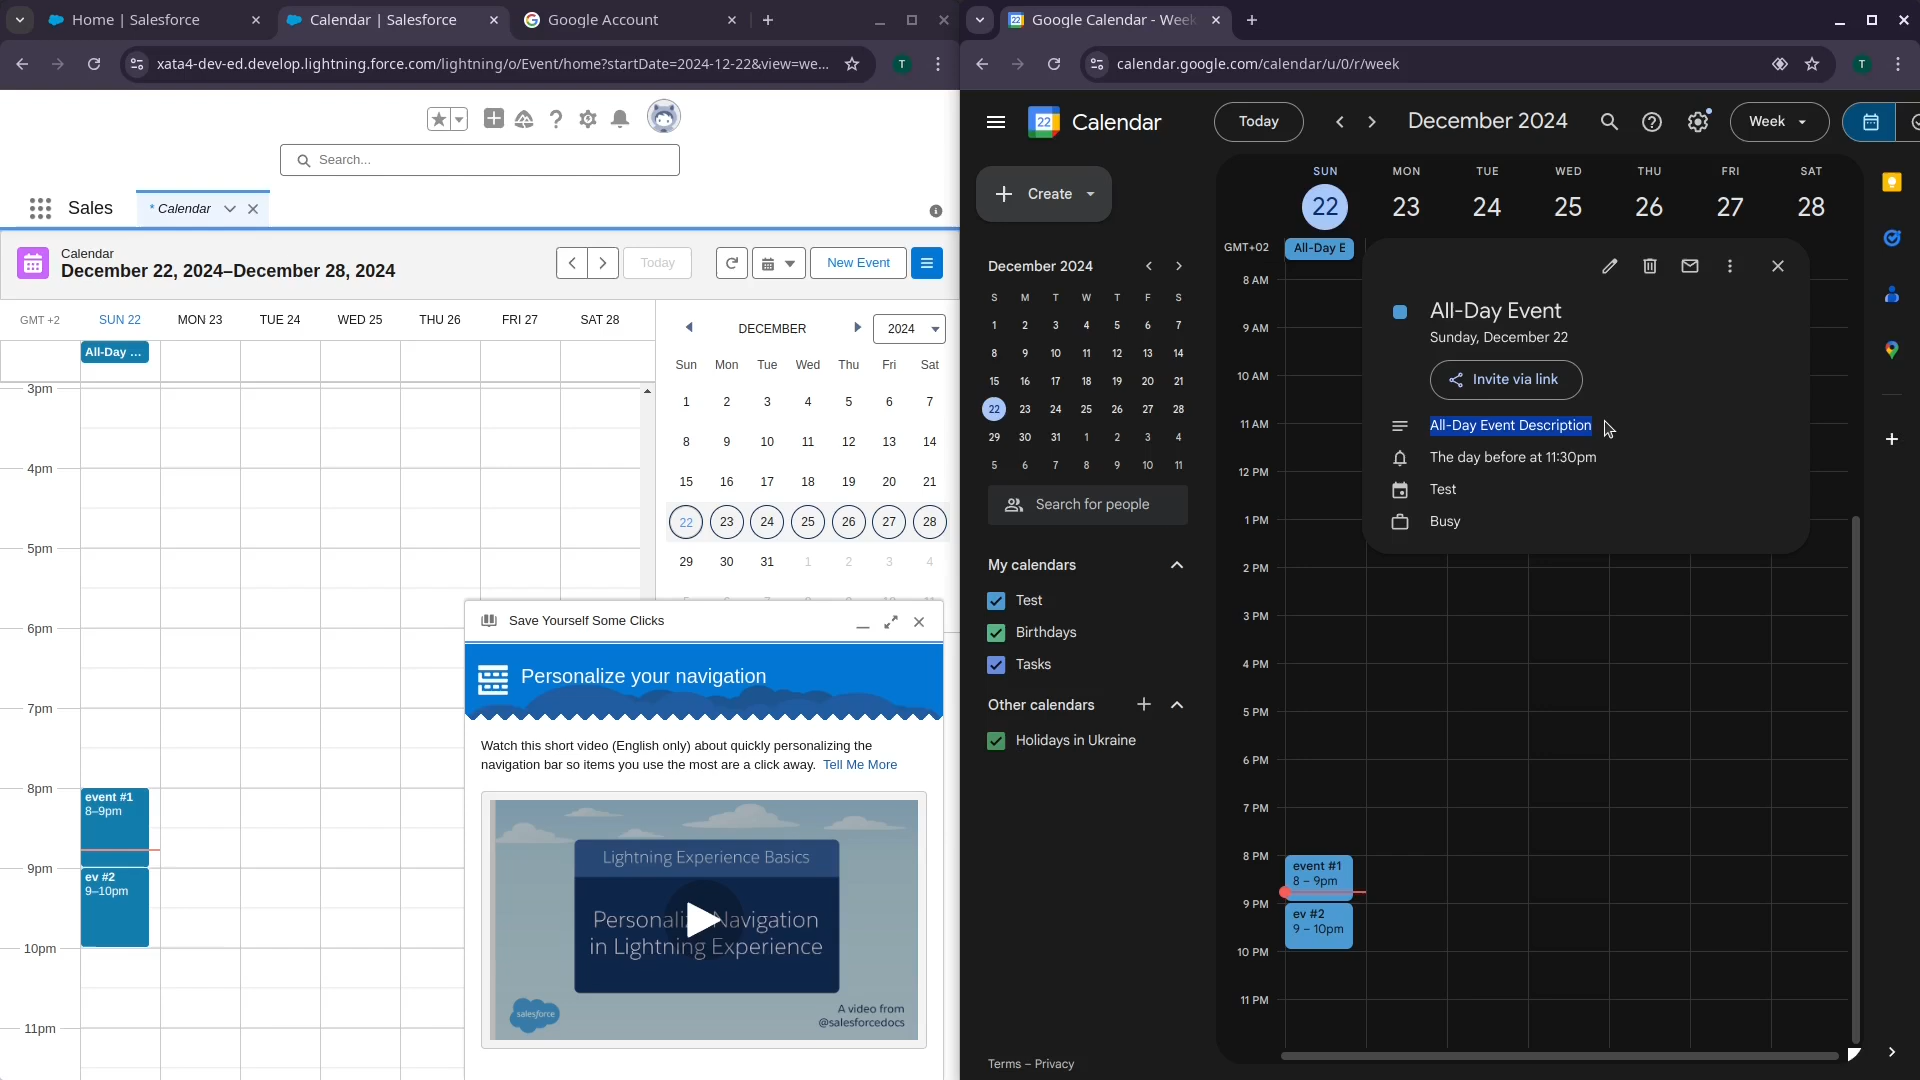 Home | Salesforce
Calendar | Salesforce
Google Account
xata4-dev-ed.develop.lightning.force.com/lightning/o/Event/home?startDate=2024-12-22&view=we...
T
Search...
Sales
* Calendar
Calendar
December 22, 2024–December 28, 2024
Today
New Event
GMT +2
SUN 22
MON 23
TUE 24
WED 25
THU 26
FRI 27
SAT 28
All-Day ...
3pm
4pm
5pm
6pm
7pm
8pm
9pm
10pm
11pm
event #1
8–9pm
ev #2
9–10pm
DECEMBER
2024
Sun Mon Tue Wed Thu Fri Sat
1 2 3 4 5 6 7
8 9 10 11 12 13 14
15 16 17 18 19 20 21
22 23 24 25 26 27 28
29 30 31 1 2 3 4
Save Yourself Some Clicks
Personalize your navigation
Watch this short video (English only) about quickly personalizing the
navigation bar so items you use the most are a click away. Tell Me More
Lightning Experience Basics
Personaliz Navigation
in Lightning Experience
salesforce
A video from
@salesforcedocs
22
Google Calendar - Week
calendar.google.com/calendar/u/0/r/week
T
22
Calendar
Today
December 2024
Week
Create
SUN
MON
TUE
WED
THU
FRI
SAT
22
23
24
25
26
27
28
GMT+02
All-Day E
December 2024
S M T W T F S
1 2 3 4 5 6 7
8 9 10 11 12 13 14
15 16 17 18 19 20 21
22 23 24 25 26 27 28
29 30 31 1 2 3 4
5 6 7 8 9 10 11
Search for people
My calendars
Test
Birthdays
Tasks
Other calendars
Holidays in Ukraine
Terms – Privacy
8 AM
9 AM
10 AM
11 AM
12 PM
1 PM
2 PM
3 PM
4 PM
5 PM
6 PM
7 PM
8 PM
9 PM
10 PM
11 PM
All-Day Event
Sunday, December 22
Invite via link
All-Day Event Description
The day before at 11:30pm
Test
Busy
event #1
8 – 9pm
ev #2
9 – 10pm